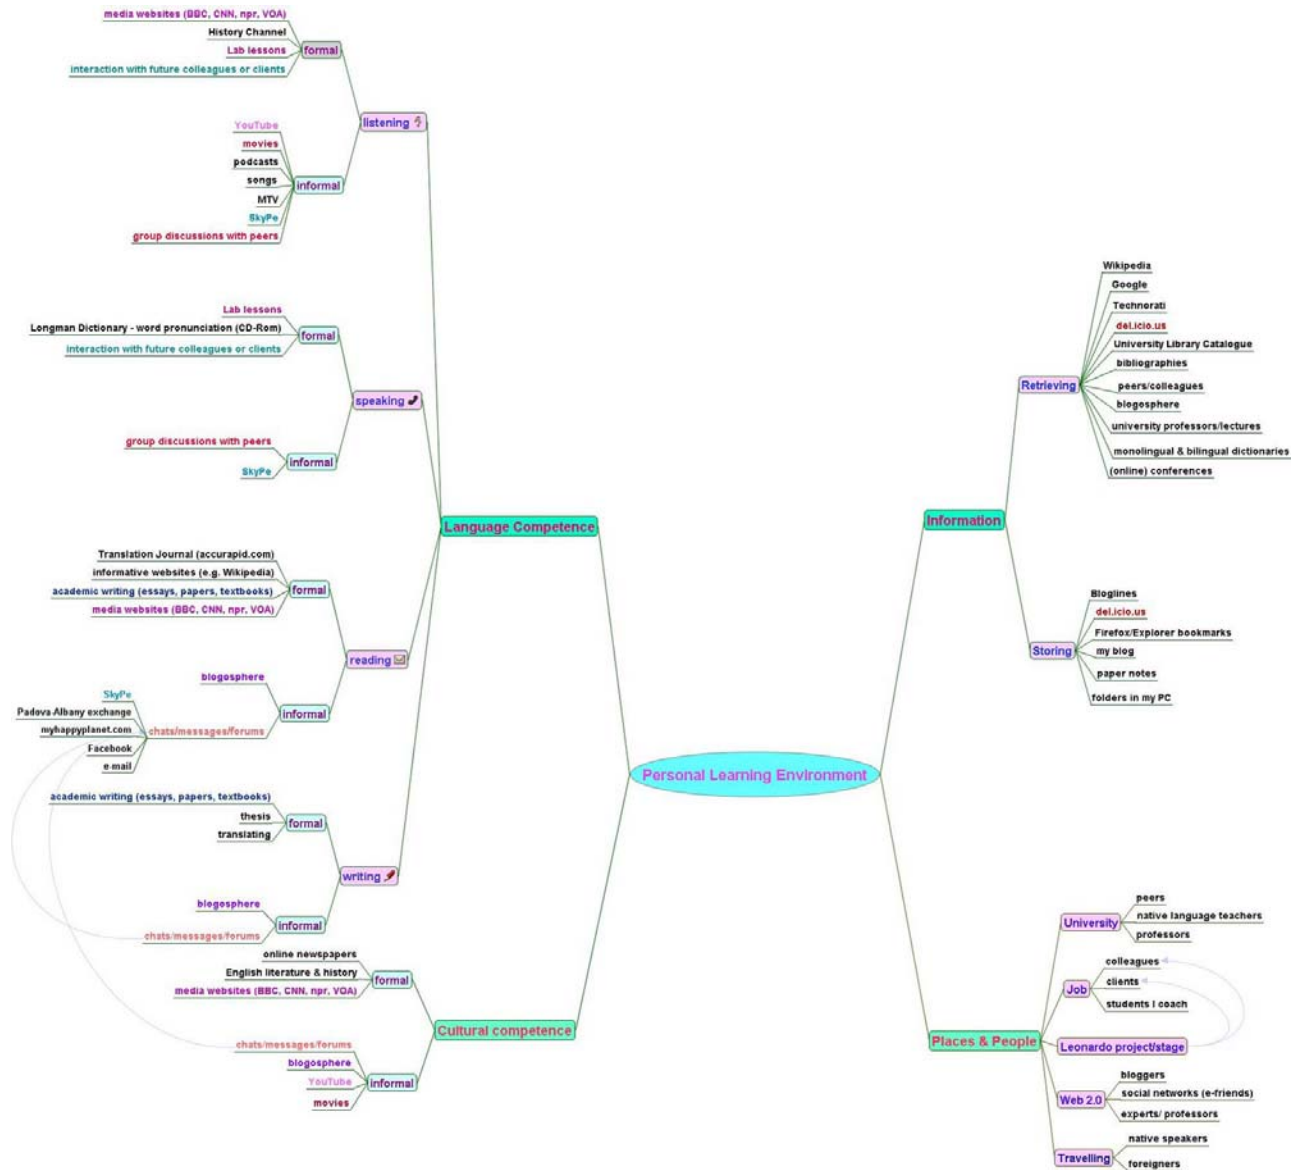 media websites (BBC, CNN, npr, VOA)
History Channel
Lab lessons
interaction with future colleagues or clients
formal
listening
YouTube
movies
podcasts
songs
MTV
SkyPe
group discussions with peers
informal
Lab lessons
Longman Dictionary - word pronunciation (CD-Rom)
interaction with future colleagues or clients
formal
speaking
group discussions with peers
SkyPe
informal
Language Competence
Translation Journal (accurapid.com)
informative websites (e.g. Wikipedia)
academic writing (essays, papers, textbooks)
media websites (BBC, CNN, npr, VOA)
formal
reading
blogosphere
informal
chats/messages/forums
SkyPe
Padova-Albany exchange
myhappyplanet.com
Facebook
e-mail
academic writing (essays, papers, textbooks)
thesis
translating
formal
writing
blogosphere
chats/messages/forums
informal
online newspapers
English literature & history
media websites (BBC, CNN, npr, VOA)
formal
Cultural competence
chats/messages/forums
blogosphere
YouTube
movies
informal
Personal Learning Environment
Wikipedia
Google
Technorati
del.icio.us
University Library Catalogue
bibliographies
peers/colleagues
blogosphere
university professors/lectures
monolingual & bilingual dictionaries
(online) conferences
Retrieving
Information
Bloglines
del.icio.us
Firefox/Explorer bookmarks
my blog
paper notes
folders in my PC
Storing
peers
native language teachers
professors
University
colleagues
clients
students I coach
Job
Places & People
Leonardo project/stage
bloggers
social networks (e-friends)
experts/ professors
Web 2.0
native speakers
foreigners
Travelling